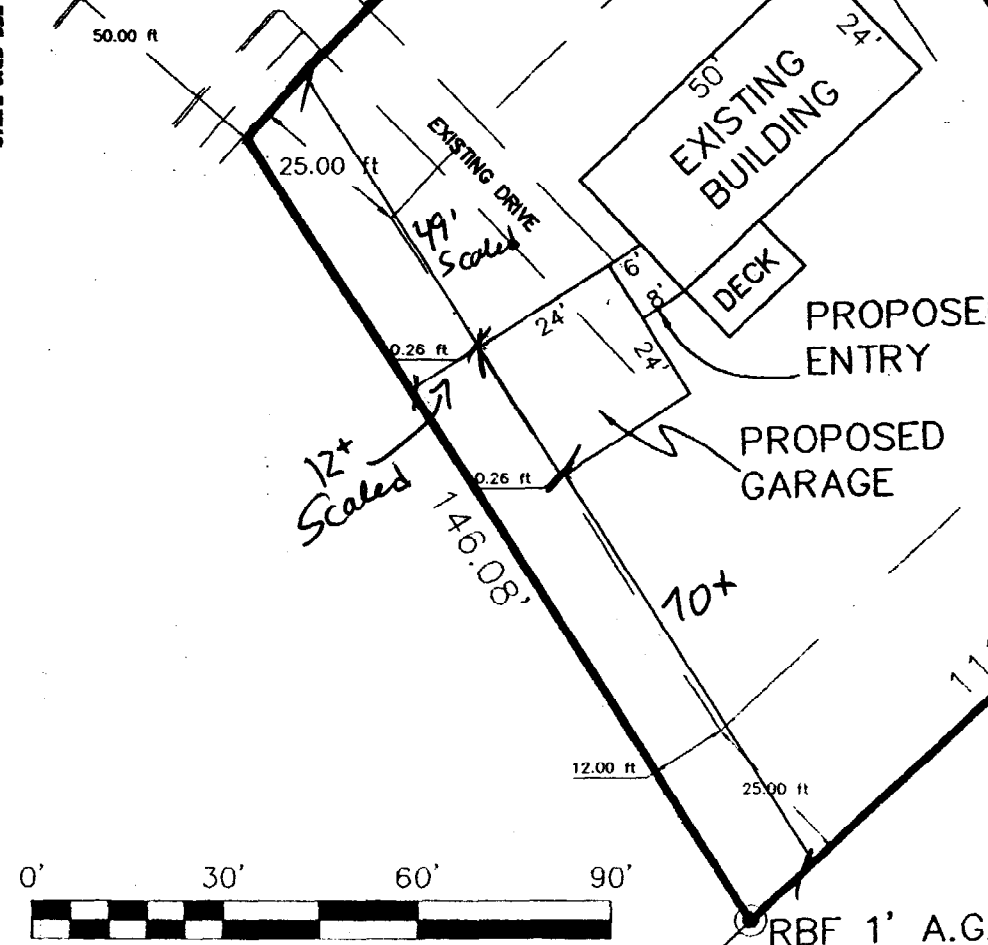 50.00 ft
24'
50'
EXISTING
BUILDING
25.00 ft
EXISTING DRIVE
49'
Scaled
6'
8'
DECK
24'
24'
PROPOSE
ENTRY
0.26 ft
12+
Scaled
PROPOSED
GARAGE
0.26 ft
146.08'
70+
12.00 ft
25.00 ft
0' 30' 60' 90'
RBF 1' A.G.